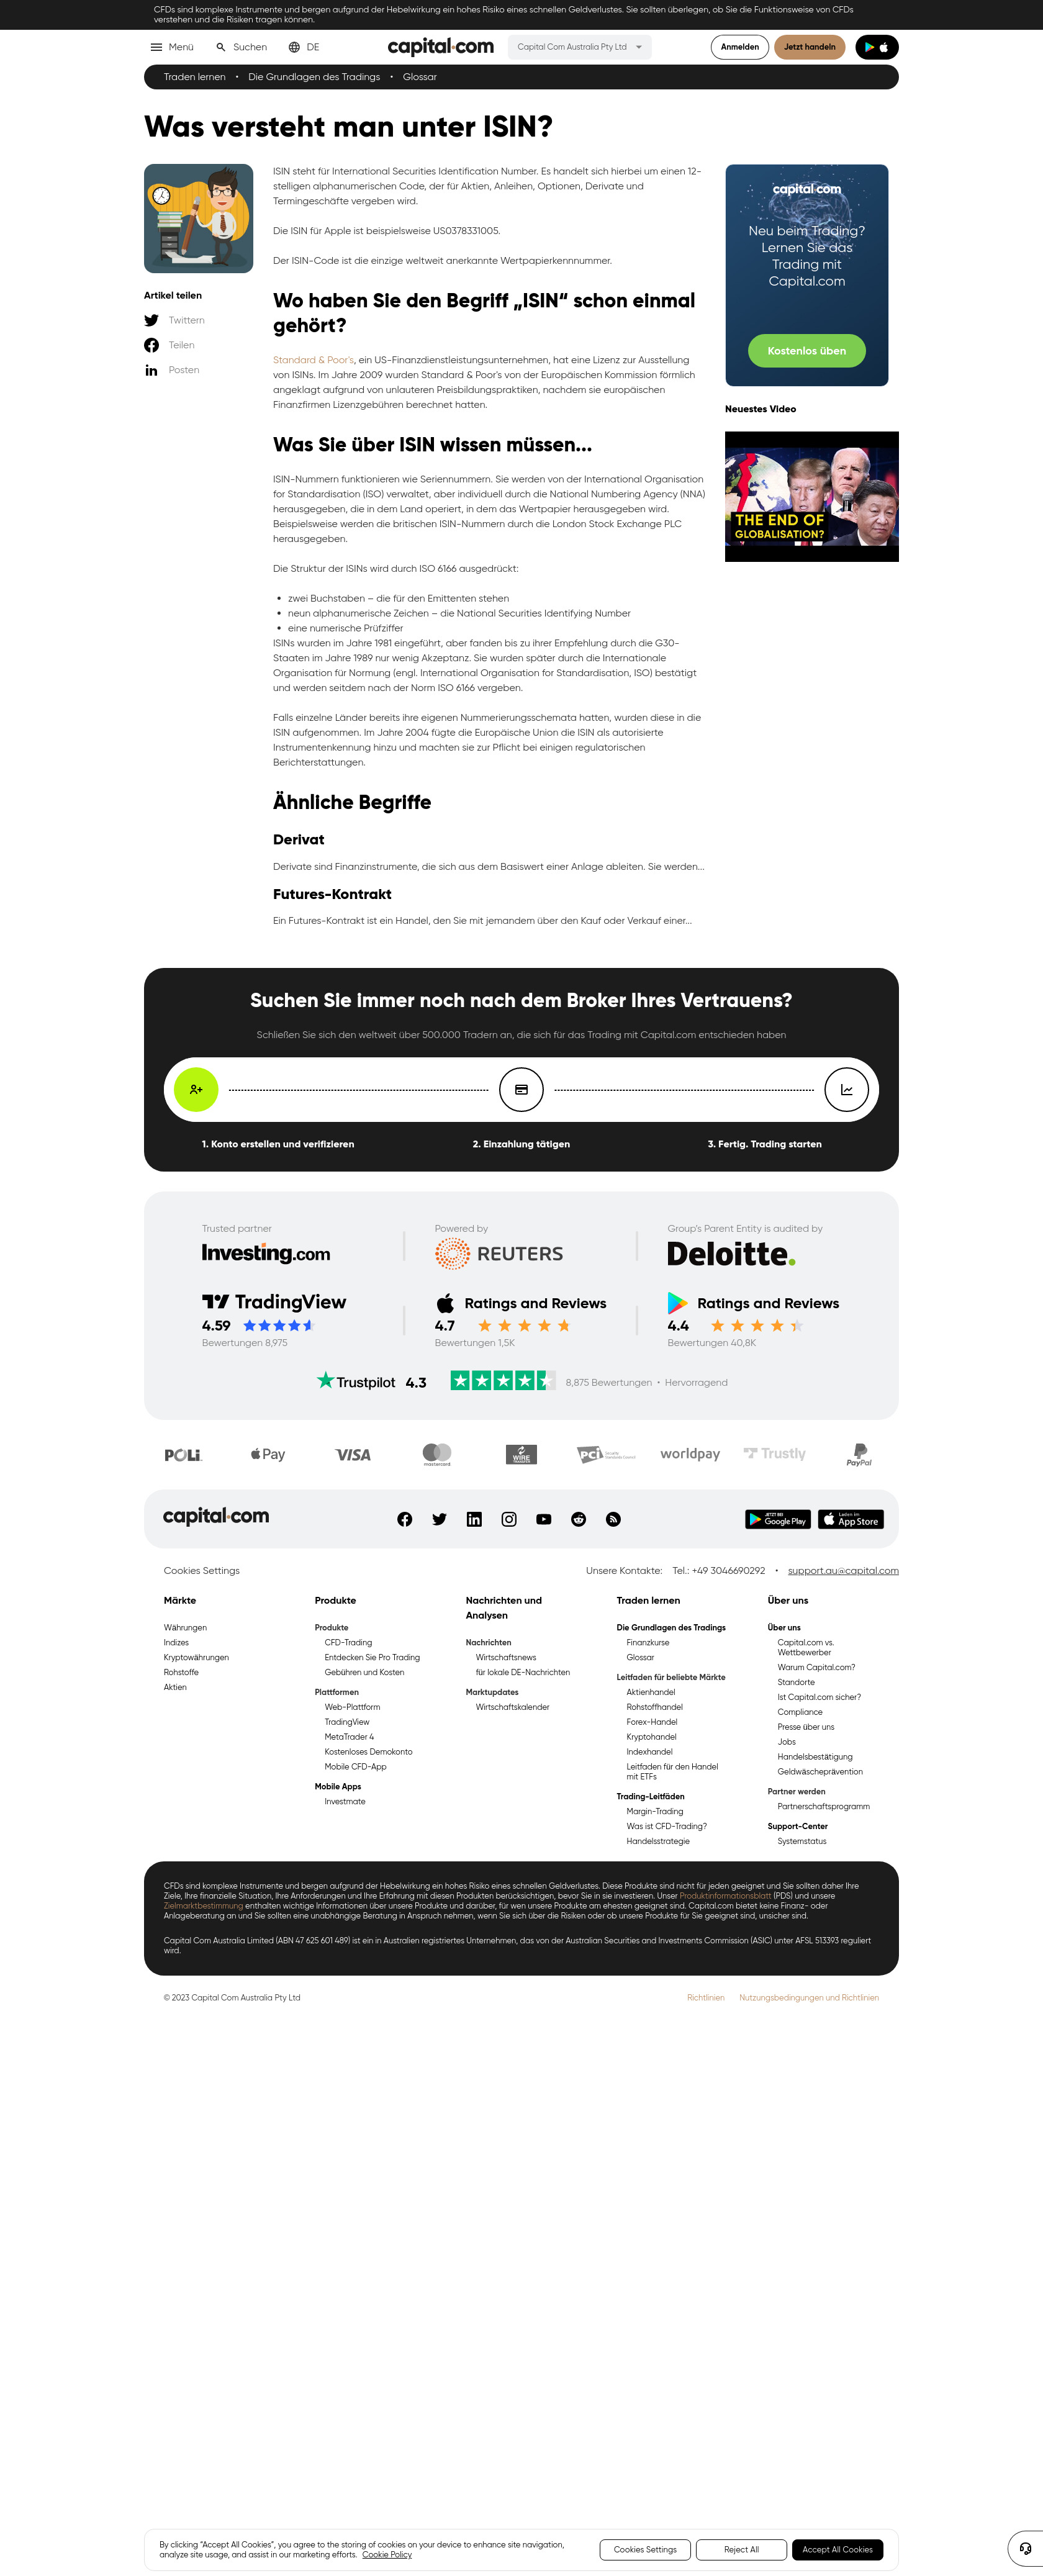 CFDs sind komplexe Instrumente und bergen aufgrund der Hebelwirkung ein hohes Risiko eines schnellen Geldverlustes. Sie sollten überlegen, ob Sie die Funktionsweise von CFDs
verstehen und die Risiken tragen können.
Menü Suchen DE capital.com Capital Com Australia Pty Ltd Anmelden Jetzt handeln
Traden lernen • Die Grundlagen des Tradings • Glossar
Was versteht man unter ISIN?
Artikel teilen
Twittern
Teilen
Posten
ISIN steht für International Securities Identification Number. Es handelt sich hierbei um einen 12-
stelligen alphanumerischen Code, der für Aktien, Anleihen, Optionen, Derivate und
Termingeschäfte vergeben wird.
Die ISIN für Apple ist beispielsweise US0378331005.
Der ISIN-Code ist die einzige weltweit anerkannte Wertpapierkennnummer.
Wo haben Sie den Begriff „ISIN“ schon einmal
gehört?
Standard & Poor's, ein US-Finanzdienstleistungsunternehmen, hat eine Lizenz zur Ausstellung
von ISINs. Im Jahre 2009 wurden Standard & Poor's von der Europäischen Kommission förmlich
angeklagt aufgrund von unlauteren Preisbildungspraktiken, nachdem sie europäischen
Finanzfirmen Lizenzgebühren berechnet hatten.
Was Sie über ISIN wissen müssen...
ISIN-Nummern funktionieren wie Seriennummern. Sie werden von der International Organisation
for Standardisation (ISO) verwaltet, aber individuell durch die National Numbering Agency (NNA)
herausgegeben, die in dem Land operiert, in dem das Wertpapier herausgegeben wird.
Beispielsweise werden die britischen ISIN-Nummern durch die London Stock Exchange PLC
herausgegeben.
Die Struktur der ISINs wird durch ISO 6166 ausgedrückt:
• zwei Buchstaben – die für den Emittenten stehen
• neun alphanumerische Zeichen – die National Securities Identifying Number
• eine numerische Prüfziffer
ISINs wurden im Jahre 1981 eingeführt, aber fanden bis zu ihrer Empfehlung durch die G30-
Staaten im Jahre 1989 nur wenig Akzeptanz. Sie wurden später durch die Internationale
Organisation für Normung (engl. International Organisation for Standardisation, ISO) bestätigt
und werden seitdem nach der Norm ISO 6166 vergeben.
Falls einzelne Länder bereits ihre eigenen Nummerierungsschemata hatten, wurden diese in die
ISIN aufgenommen. Im Jahre 2004 fügte die Europäische Union die ISIN als autorisierte
Instrumentenkennung hinzu und machten sie zur Pflicht bei einigen regulatorischen
Berichterstattungen.
Ähnliche Begriffe
Derivat
Derivate sind Finanzinstrumente, die sich aus dem Basiswert einer Anlage ableiten. Sie werden...
Futures-Kontrakt
Ein Futures-Kontrakt ist ein Handel, den Sie mit jemandem über den Kauf oder Verkauf einer...
capital.com
Neu beim Trading?
Lernen Sie das
Trading mit
Capital.com
Kostenlos üben
Neuestes Video
THE END OF
GLOBALISATION?
Suchen Sie immer noch nach dem Broker Ihres Vertrauens?
Schließen Sie sich den weltweit über 500.000 Tradern an, die sich für das Trading mit Capital.com entschieden haben
1. Konto erstellen und verifizieren 2. Einzahlung tätigen 3. Fertig. Trading starten
Trusted partner Powered by Group's Parent Entity is audited by
Investing.com REUTERS Deloitte.
TradingView Ratings and Reviews Ratings and Reviews
4.59 4.7 4.4
Bewertungen 8,975 Bewertungen 1,5K Bewertungen 40,8K
Trustpilot 4.3 8,875 Bewertungen • Hervorragend
POLi Pay VISA mastercard WIRE TRANSFER PCI worldpay Trustly PayPal
capital.com JETZT BEI Google Play Laden im App Store
Cookies Settings Unsere Kontakte: Tel.: +49 3046690292 • support.au@capital.com
Märkte
Währungen
Indizes
Kryptowährungen
Rohstoffe
Aktien
Produkte
Produkte
CFD-Trading
Entdecken Sie Pro Trading
Gebühren und Kosten
Plattformen
Web-Plattform
TradingView
MetaTrader 4
Kostenloses Demokonto
Mobile CFD-App
Mobile Apps
Investmate
Nachrichten und
Analysen
Nachrichten
Wirtschaftsnews
für lokale DE-Nachrichten
Marktupdates
Wirtschaftskalender
Traden lernen
Die Grundlagen des Tradings
Finanzkurse
Glossar
Leitfaden für beliebte Märkte
Aktienhandel
Rohstoffhandel
Forex-Handel
Kryptohandel
Indexhandel
Leitfaden für den Handel
mit ETFs
Trading-Leitfäden
Margin-Trading
Was ist CFD-Trading?
Handelsstrategie
Über uns
Über uns
Capital.com vs.
Wettbewerber
Warum Capital.com?
Standorte
Ist Capital.com sicher?
Compliance
Presse über uns
Jobs
Handelsbestätigung
Geldwäscheprävention
Partner werden
Partnerschaftsprogramm
Support-Center
Systemstatus
CFDs sind komplexe Instrumente und bergen aufgrund der Hebelwirkung ein hohes Risiko eines schnellen Geldverlustes. Diese Produkte sind nicht für jeden geeignet und Sie sollten daher Ihre
Ziele, Ihre finanzielle Situation, Ihre Anforderungen und Ihre Erfahrung mit diesen Produkten berücksichtigen, bevor Sie in sie investieren. Unser Produktinformationsblatt (PDS) und unsere
Zielmarktbestimmung enthalten wichtige Informationen über unsere Produkte und darüber, für wen unsere Produkte am ehesten geeignet sind. Capital.com bietet keine Finanz- oder
Anlageberatung an und Sie sollten eine unabhängige Beratung in Anspruch nehmen, wenn Sie sich über die Risiken oder ob unsere Produkte für Sie geeignet sind, unsicher sind.
Capital Com Australia Limited (ABN 47 625 601 489) ist ein in Australien registriertes Unternehmen, das von der Australian Securities and Investments Commission (ASIC) unter AFSL 513393 reguliert
wird.
© 2023 Capital Com Australia Pty Ltd Richtlinien Nutzungsbedingungen und Richtlinien
By clicking “Accept All Cookies”, you agree to the storing of cookies on your device to enhance site navigation,
analyze site usage, and assist in our marketing efforts. Cookie Policy
Cookies Settings Reject All Accept All Cookies